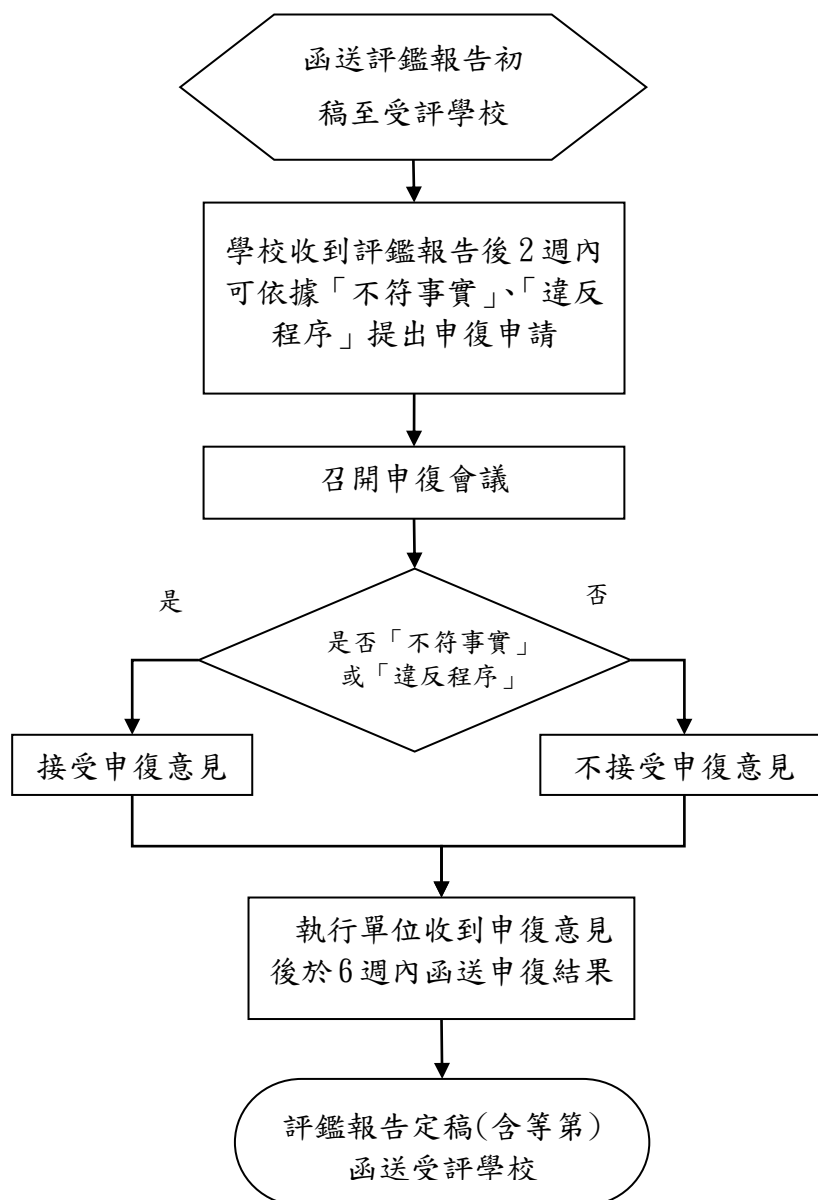 函送評鑑報告初
稿至受評學校
學校收到評鑑報告後2週內
可依據「不符事實」、「違反
程序」提出申復申請
召開申復會議
是
否
是否「不符事實」
或「違反程序」
接受申復意見
不接受申復意見
執行單位收到申復意見
後於6週內函送申復結果
評鑑報告定稿(含等第)
函送受評學校